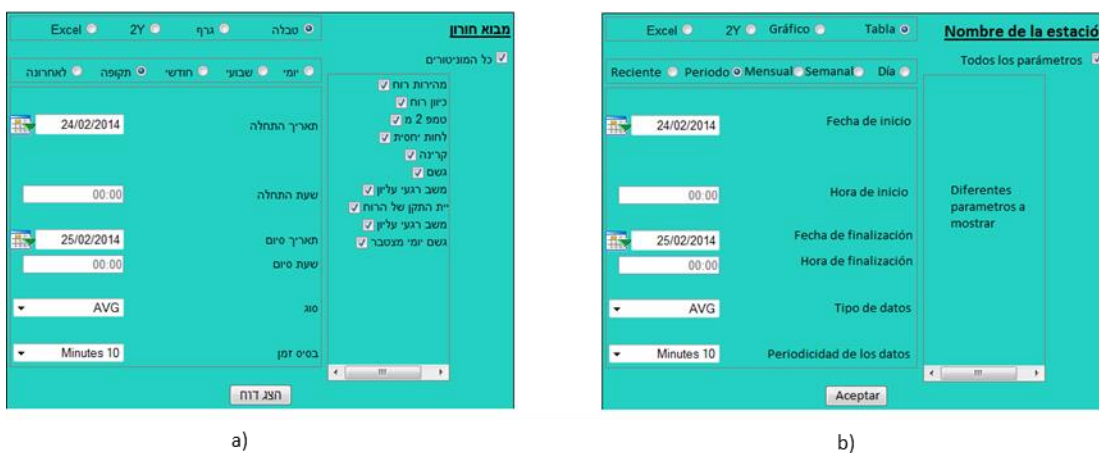 מבוא חורון
טבלה גרף 2Y Excel
כל המוניטורים
יומי שבועי חודשי תקופה לאחרונה
מהירות רוח
כיוון רוח
טמפ 2 מ
לחות יחסית
קרינה
גשם
משב רגעי עליון
יית התקן של הרוח
משב רגעי עליון
גשם יומי מצטבר
תאריך התחלה 24/02/2014
שעת התחלה 00:00
תאריך סיום 25/02/2014
שעת סיום 00:00
סוג AVG
בסיס זמן Minutes 10
הצג דוח
a)
Excel 2Y Gráfico Tabla
Nombre de la estació
Todos los parámetros
Reciente Periodo Mensual Semanal Día
Fecha de inicio 24/02/2014
Hora de inicio 00:00
Fecha de finalización 25/02/2014
Hora de finalización 00:00
Tipo de datos AVG
Periodicidad de los datos Minutes 10
Diferentes
parametros a
mostrar
Aceptar
b)